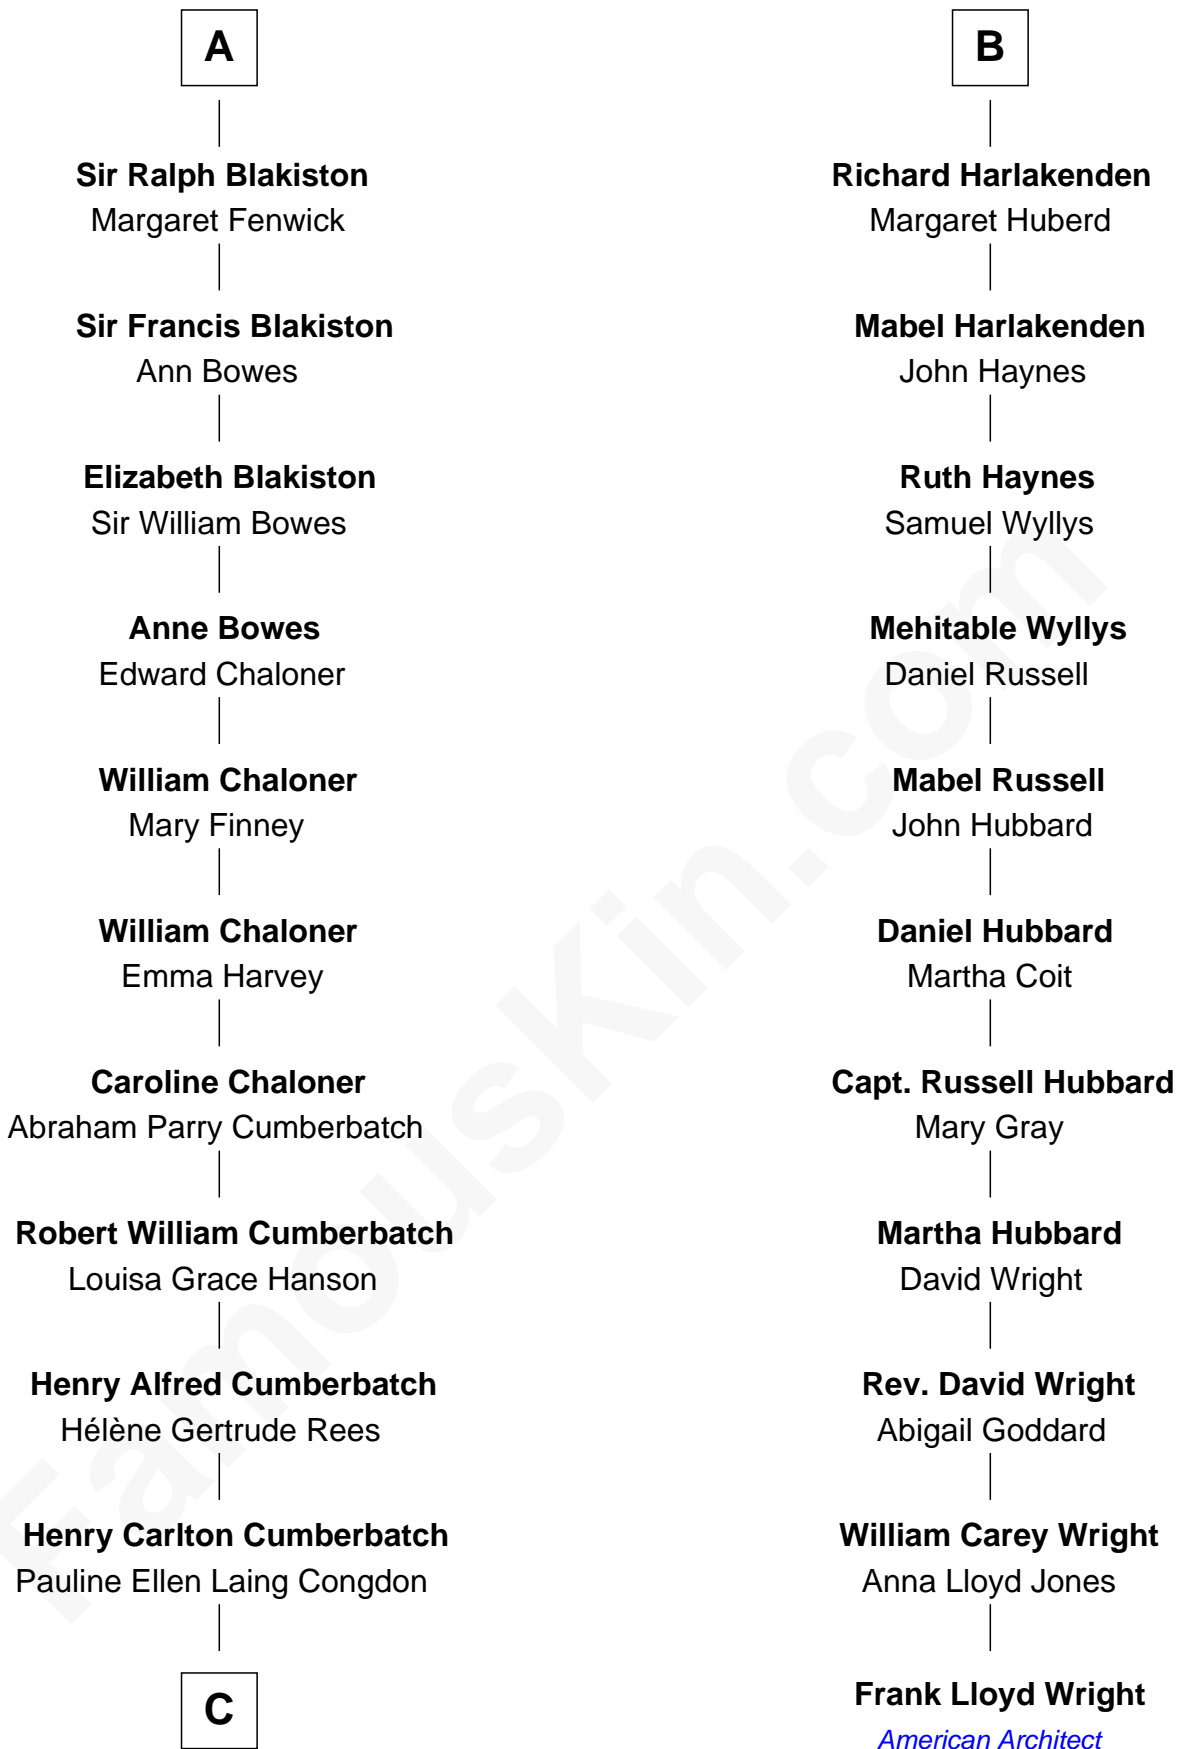 A
Sir Ralph Blakiston
Margaret Fenwick
Sir Francis Blakiston
Ann Bowes
Elizabeth Blakiston
Sir William Bowes
Anne Bowes
Edward Chaloner
William Chaloner
Mary Finney
William Chaloner
Emma Harvey
Caroline Chaloner
Abraham Parry Cumberbatch
Robert William Cumberbatch
Louisa Grace Hanson
Henry Alfred Cumberbatch
Hélène Gertrude Rees
Henry Carlton Cumberbatch
Pauline Ellen Laing Congdon
C
B
Richard Harlakenden
Margaret Huberd
Mabel Harlakenden
John Haynes
Ruth Haynes
Samuel Wyllys
Mehitable Wyllys
Daniel Russell
Mabel Russell
John Hubbard
Daniel Hubbard
Martha Coit
Capt. Russell Hubbard
Mary Gray
Martha Hubbard
David Wright
Rev. David Wright
Abigail Goddard
William Carey Wright
Anna Lloyd Jones
Frank Lloyd Wright
American Architect
FamousKin.com